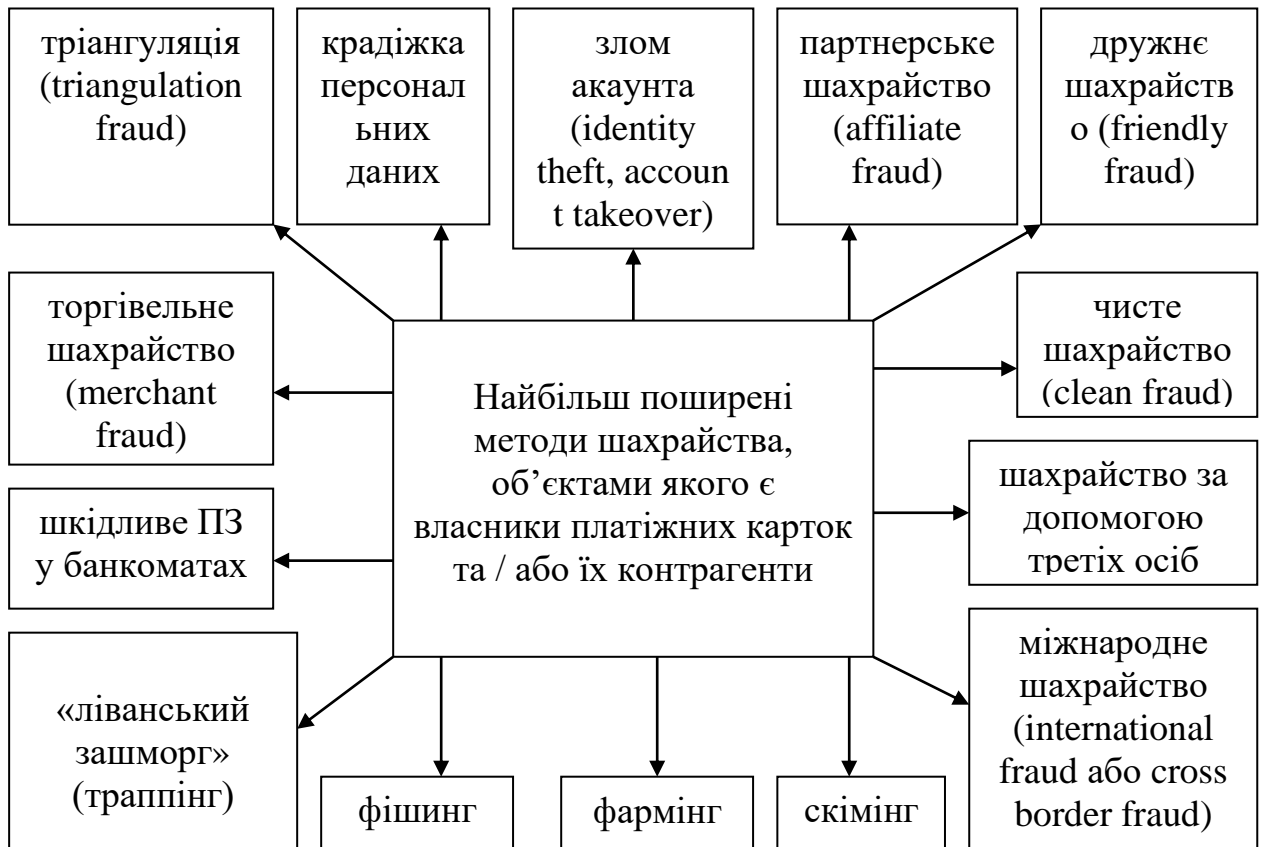 тріангуляція
(triangulation
fraud)
крадіжка
персонал
ьних
даних
злом
акаунта
(identity
theft, accoun
t takeover)
партнерське
шахрайство
(affiliate
fraud)
дружнє
шахрайств
о (friendly
fraud)
торгівельне
шахрайство
(merchant
fraud)
чисте
шахрайство
(clean fraud)
Найбільш поширені
методи шахрайства,
об’єктами якого є
власники платіжних карток
та / або їх контрагенти
шкідливе ПЗ
у банкоматах
шахрайство за
допомогою
третіх осіб
«ліванський
зашморг»
(траппінг)
фішинг
фармінг
скімінг
міжнародне
шахрайство
(international
fraud або cross
border fraud)